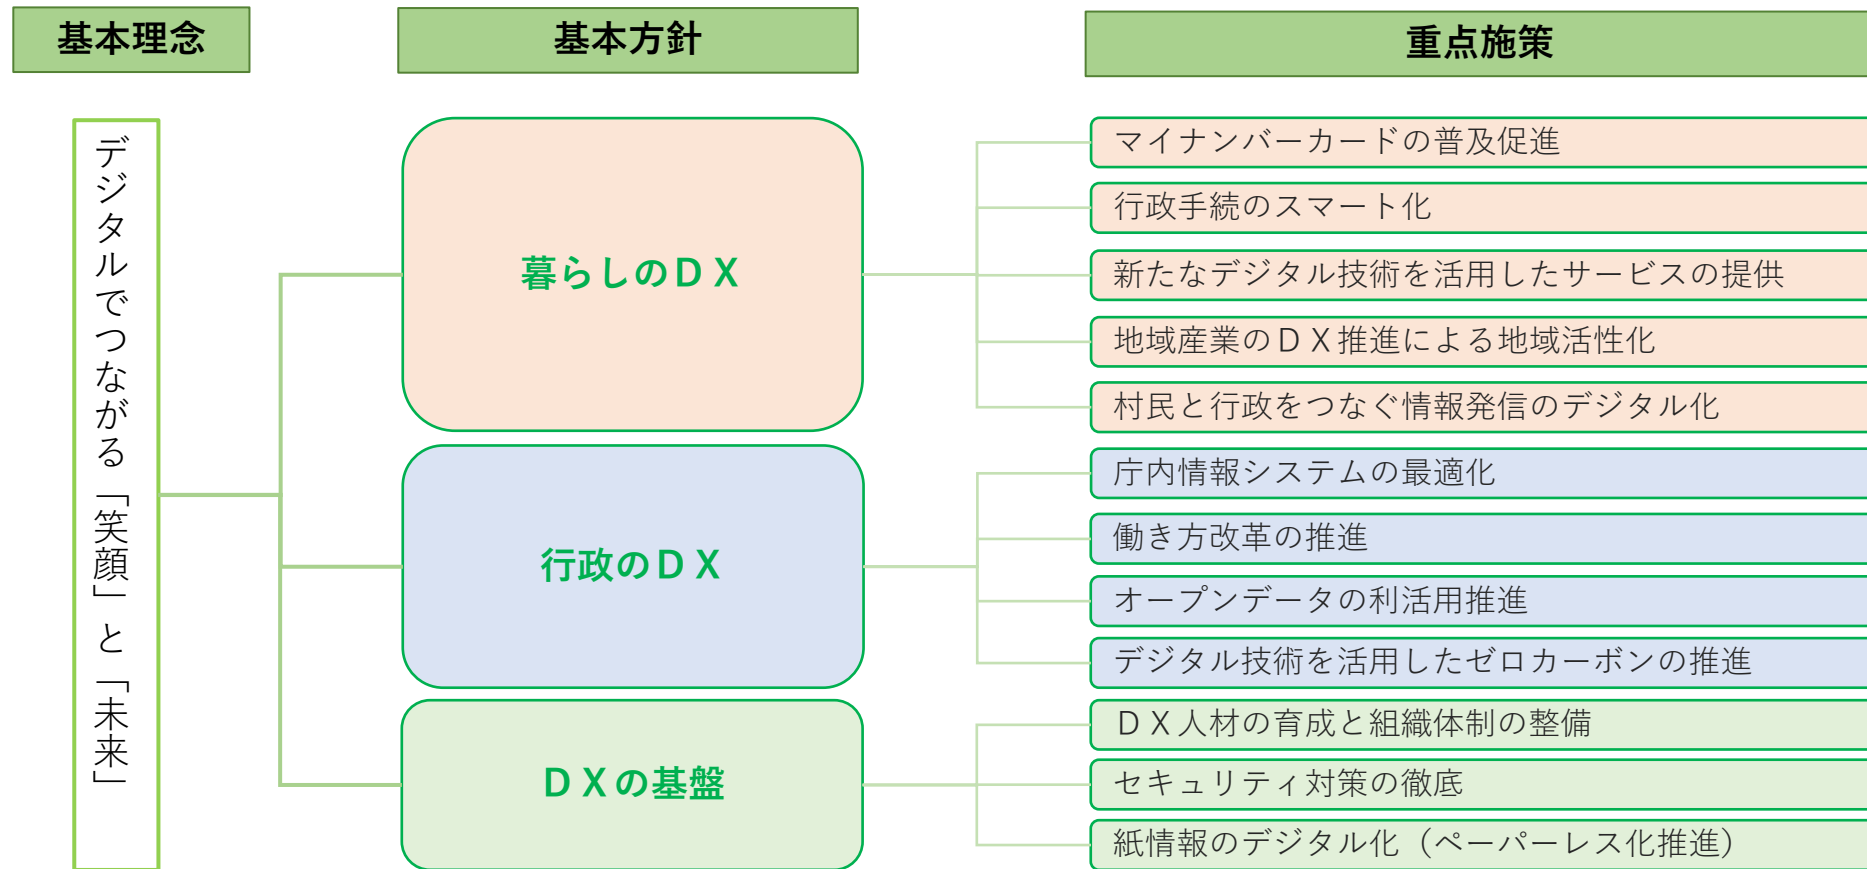 基本理念
基本方針
重点施策
デジタルでつながる「笑顔」と「未来」
暮らしのＤＸ
マイナンバーカードの普及促進
行政手続のスマート化
新たなデジタル技術を活用したサービスの提供
地域産業のＤＸ推進による地域活性化
村民と行政をつなぐ情報発信のデジタル化
行政のＤＸ
庁内情報システムの最適化
働き方改革の推進
オープンデータの利活用推進
デジタル技術を活用したゼロカーボンの推進
ＤＸの基盤
ＤＸ人材の育成と組織体制の整備
セキュリティ対策の徹底
紙情報のデジタル化（ペーパーレス化推進）